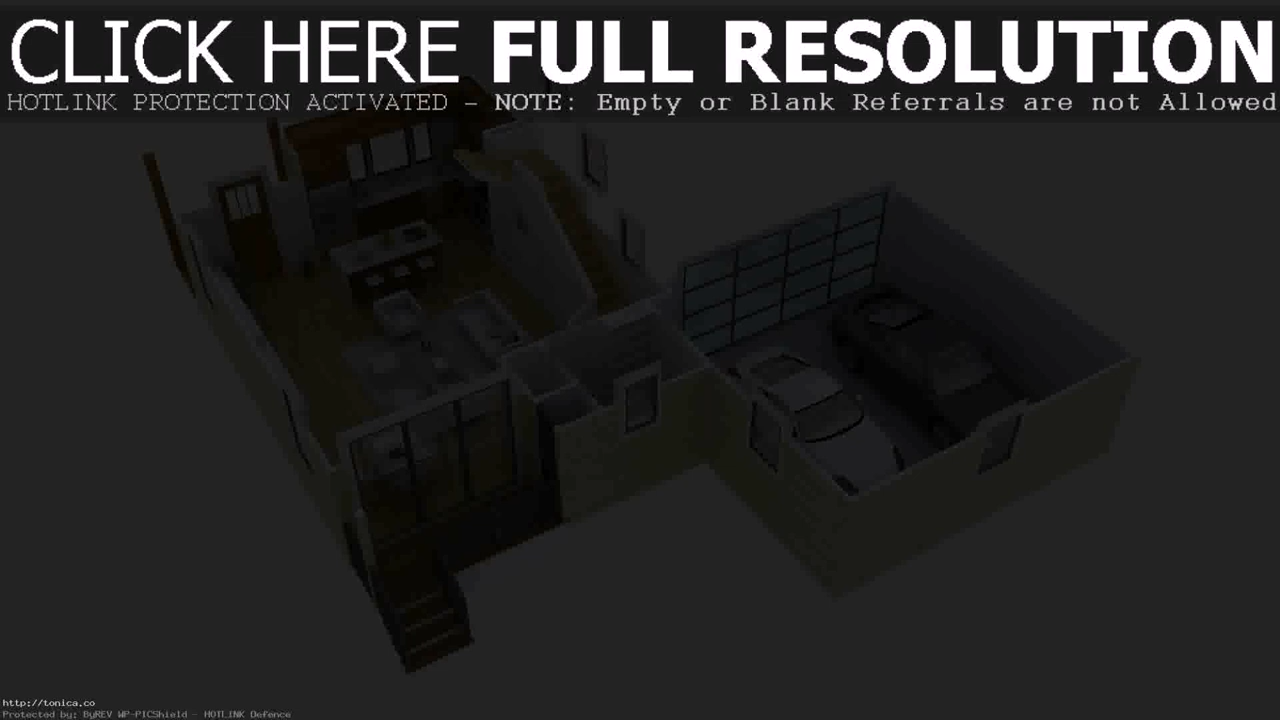 CLICK HERE FULL RESOLUTION
HOTLINK PROTECTION ACTIVATED – NOTE: Empty or Blank Referrals are not Allowed
http://tonica.co
Protected by: ByREV WP-PICShield - HOTLINK Defence